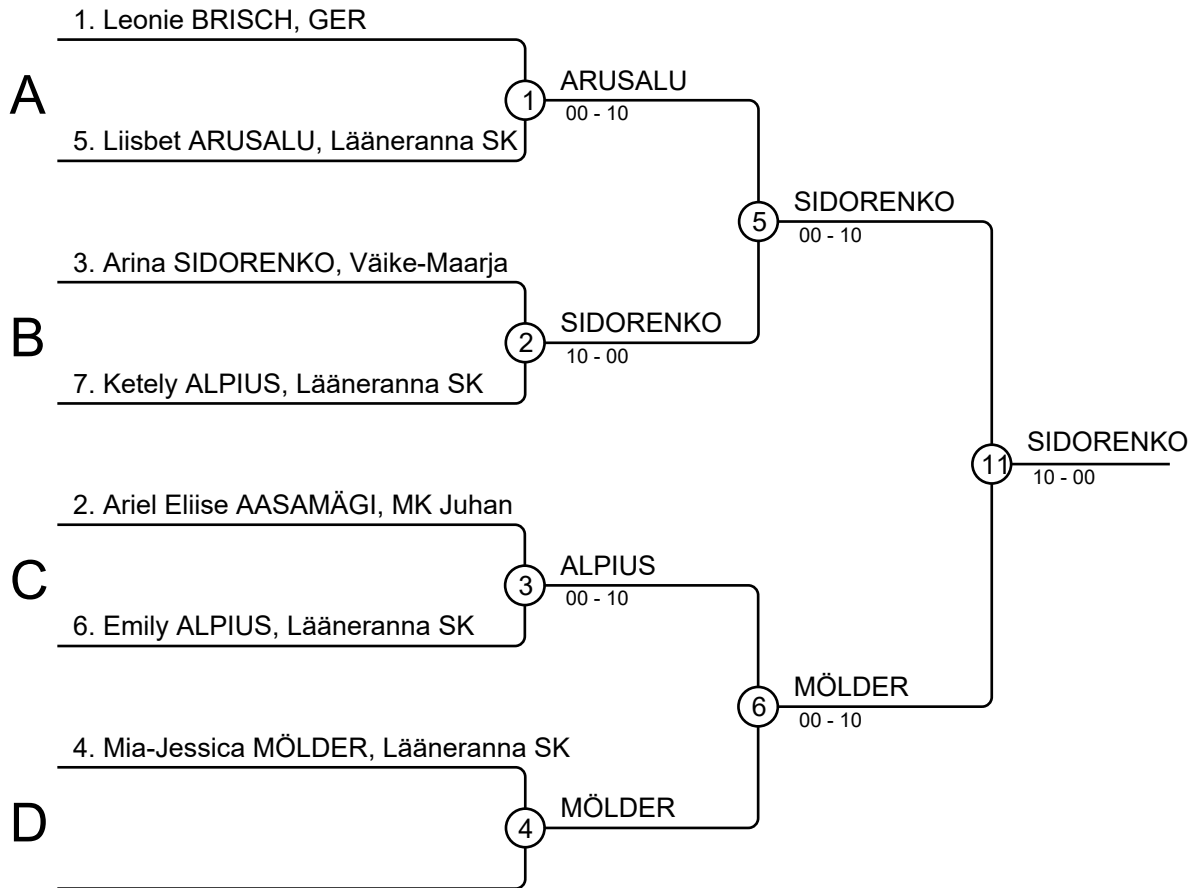 1. Leonie BRISCH, GER
A
1
ARUSALU
00 - 10
5. Liisbet ARUSALU, Lääneranna SK
5
SIDORENKO
00 - 10
3. Arina SIDORENKO, Väike-Maarja
B
2
SIDORENKO
10 - 00
7. Ketely ALPIUS, Lääneranna SK
11
SIDORENKO
10 - 00
2. Ariel Eliise AASAMÄGI, MK Juhan
C
3
ALPIUS
00 - 10
6. Emily ALPIUS, Lääneranna SK
6
MÖLDER
00 - 10
4. Mia-Jessica MÖLDER, Lääneranna SK
D
4
MÖLDER